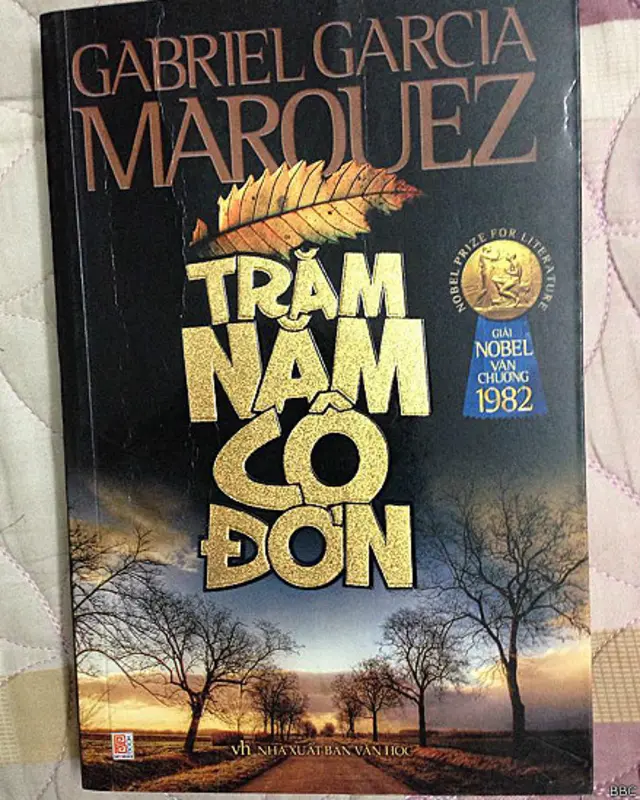 GABRIEL GARCIA
MARQUEZ
TRĂM
NĂM
CÔ
ĐƠN
NOBEL PRIZE FOR LITERATURE
GIẢI
NOBEL
VĂN
CHƯƠNG
1982
vh NHÀ XUẤT BẢN VĂN HỌC
BBC